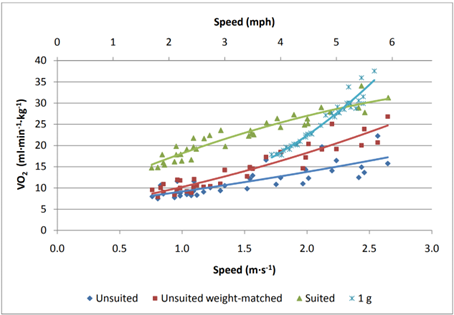 Speed (mph)
0 1 2 3 4 5 6
40
35
30
25
20
15
10
5
0
VO₂ (ml·min⁻¹·kg⁻¹)
0.0 0.5 1.0 1.5 2.0 2.5 3.0
Speed (m·s⁻¹)
Unsuited Unsuited weight-matched Suited 1 g